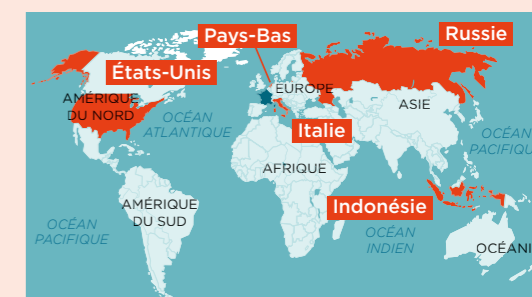 Pays-Bas
Russie
États-Unis
EUROPE
ASIE
AMÉRIQUE
DU NORD
OCÉAN
ATLANTIQUE
Italie
OCÉAN
PACIFIQUE
AFRIQUE
AMÉRIQUE
DU SUD
Indonésie
OCÉAN
PACIFIQUE
OCÉAN
INDIEN
OCÉANI